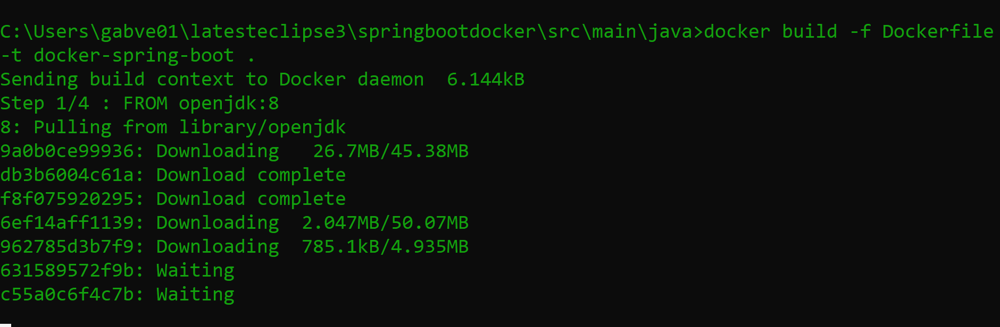 C:\Users\gabve01\latesteclipse3\springbootdocker\src\main\java>docker build -f Dockerfile
-t docker-spring-boot .
Sending build context to Docker daemon  6.144kB
Step 1/4 : FROM openjdk:8
8: Pulling from library/openjdk
9a0b0ce99936: Downloading   26.7MB/45.38MB
db3b6004c61a: Download complete
f8f075920295: Download complete
6ef14aff1139: Downloading  2.047MB/50.07MB
962785d3b7f9: Downloading  785.1kB/4.935MB
631589572f9b: Waiting
c55a0c6f4c7b: Waiting